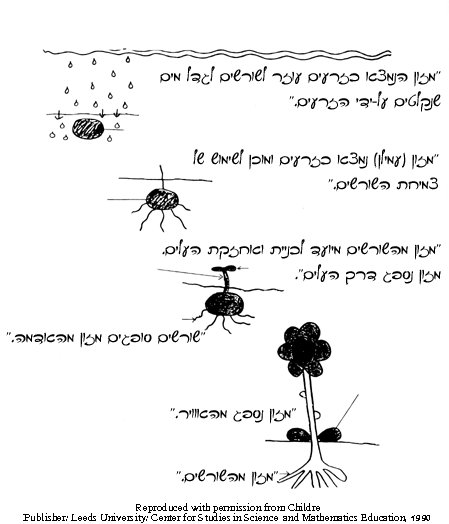 "מזון הנמצא בזרעים עוזר לשורשים לגדל מים
שנקלטים על-ידי הזרעים."
"מזון (עמילן) נמצא בזרעים ומוכן לשימוש של
צמיחת השורשים."
"מזון מהשורשים מיועד לבניית ואחזקת העלים.
מזון נספג דרך העלים".
"שורשים סופגים מזון מהאדמה."
"מזון נספג מהאוויר."
"מזון מהשורשים."
Reproduced with permission from Childre
Publisher/ Leeds University/ Center for Studies in Science and Mathematics Education, 1990